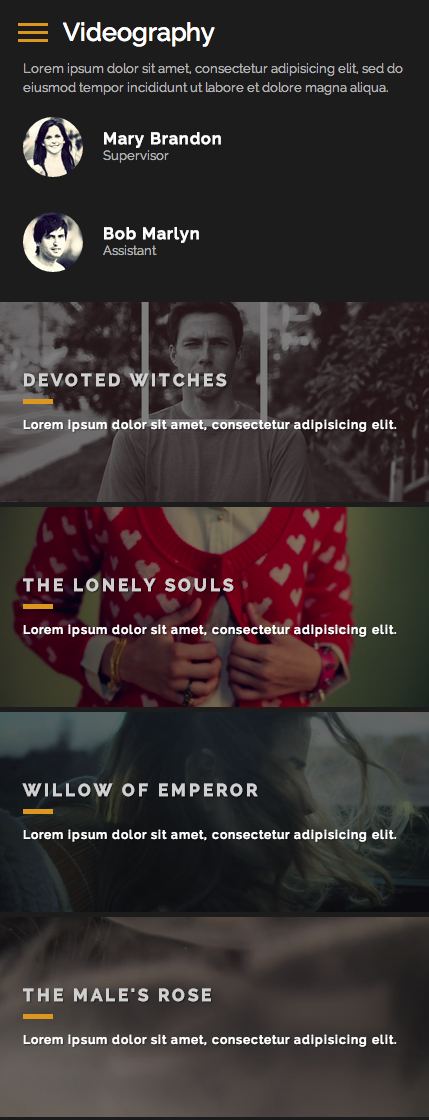 Videography
Lorem ipsum dolor sit amet, consectetur adipisicing elit, sed do
eiusmod tempor incididunt ut labore et dolore magna aliqua.
Mary Brandon
Supervisor
Bob Marlyn
Assistant
DEVOTED WITCHES
Lorem ipsum dolor sit amet, consectetur adipisicing elit.
THE LONELY SOULS
Lorem ipsum dolor sit amet, consectetur adipisicing elit.
WILLOW OF EMPEROR
Lorem ipsum dolor sit amet, consectetur adipisicing elit.
THE MALE'S ROSE
Lorem ipsum dolor sit amet, consectetur adipisicing elit.